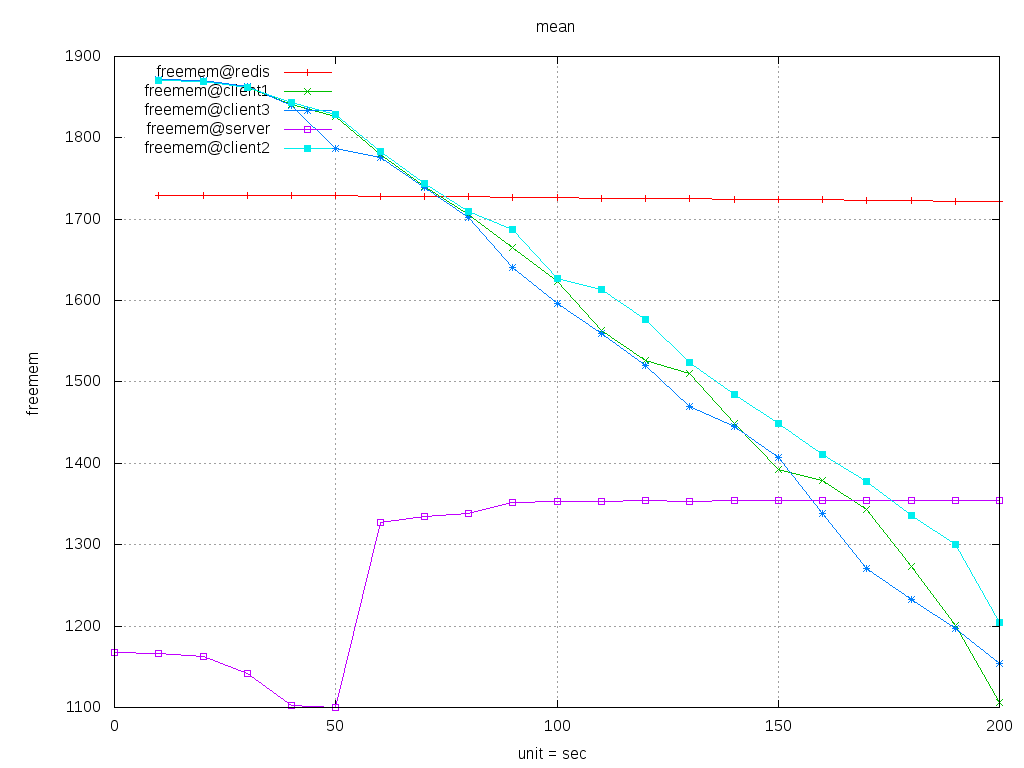 mean
1900
1800
1700
1600
1500
1400
1300
1200
1100
freemem
freemem@redis
freemem@client1
freemem@client3
freemem@server
freemem@client2
0 50 100 150 200
unit = sec